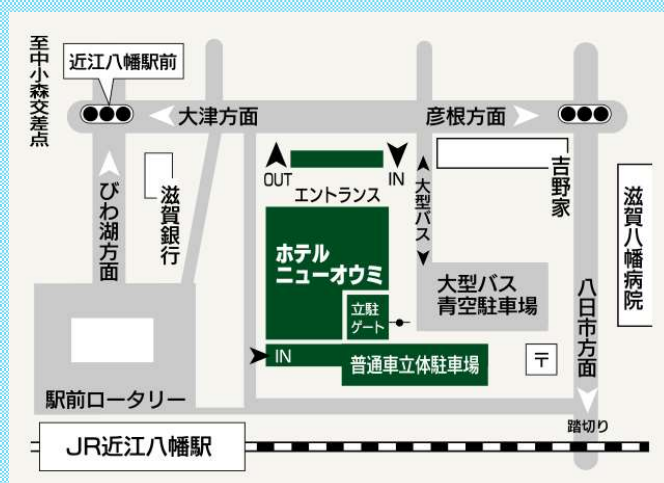 至中小森交差点
近江八幡駅前
大津方面
彦根方面
びわ湖方面
滋賀銀行
OUT
IN
エントランス
大型バス
吉野家
滋賀八幡病院
ホテル
ニューオウミ
立駐
ゲート
大型バス
青空駐車場
八日市方面
IN
普通車立体駐車場
〒
駅前ロータリー
踏切り
JR近江八幡駅